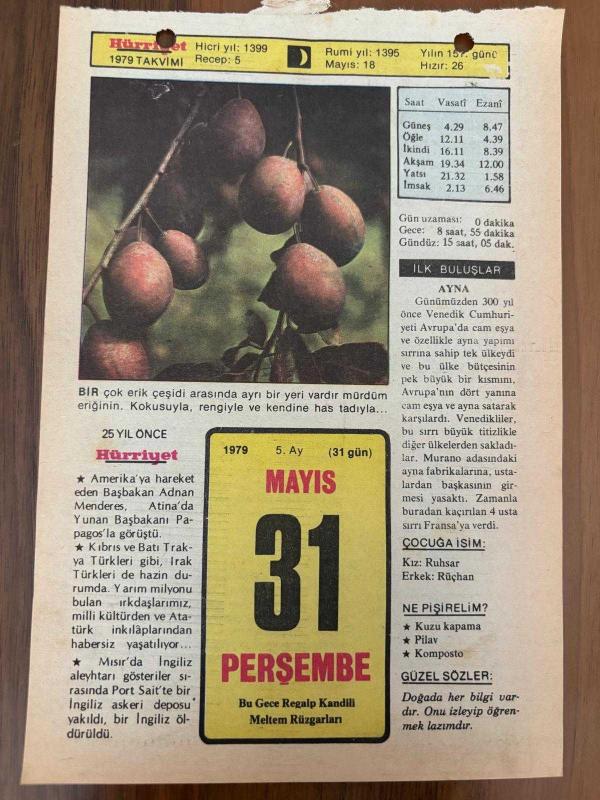 Hürriyet
1979 TAKVİMİ
Hicri yıl: 1399
Recep: 5
Rumi yıl: 1395
Mayıs: 18
Yılın günü
Hızır: 26
Saat Vasatî Ezanî
Güneş 4.29 8.47
Öğle 12.11 4.39
İkindi 16.11 8.39
Akşam 19.34 12.00
Yatsı 21.32 1.58
İmsak 2.13 6.46
Gün uzaması: 0 dakika
Gece: 8 saat, 55 dakika
Gündüz: 15 saat, 05 dak.
İLK BULUŞLAR
AYNA
Günümüzden 300 yıl
önce Venedik Cumhuri-
yeti Avrupa'da cam eşya
ve özellikle ayna yapımı
sırrına sahip tek ülkeydi
ve bu ülke bütçesinin
pek büyük bir kısmını,
Avrupa'nın dört yanına
cam eşya ve ayna satarak
karşılardı. Venedikliler,
bu sırrı büyük titizlikle
diğer ülkelerden sakladı-
lar. Murano adasındaki
ayna fabrikalarına, usta-
lardan başkasının gir-
mesi yasaktı. Zamanla
buradan kaçırılan 4 usta
sırrı Fransa'ya verdi.
ÇOCUĞA İSİM:
Kız: Ruhsar
Erkek: Rüçhan
NE PİŞİRELİM?
★ Kuzu kapama
★ Pilav
★ Komposto
GÜZEL SÖZLER:
Doğada her bilgi var-
dır. Onu izleyip öğren-
mek lazımdır.
BİR çok erik çeşidi arasında ayrı bir yeri vardır mürdüm
eriğinin. Kokusuyla, rengiyle ve kendine has tadıyla...
25 YIL ÖNCE
Hürriyet
★ Amerika'ya hareket
eden Başbakan Adnan
Menderes, Atina'da
Yunan Başbakanı Pa-
pagos'la görüştü.
★ Kıbrıs ve Batı Trak-
ya Türkleri gibi, Irak
Türkleri de hazin du-
rumda. Yarım milyonu
bulan ırkdaşlarımız,
milli kültürden ve Ata-
türk inkılâplarından
habersiz yaşatılıyor...
★ Mısır'da İngiliz
aleyhtarı gösteriler sı-
rasında Port Sait'te bir
İngiliz askeri deposu
yakıldı, bir İngiliz öl-
dürüldü.
1979 5. Ay (31 gün)
MAYIS
31
PERŞEMBE
Bu Gece Regaip Kandili
Meltem Rüzgarları